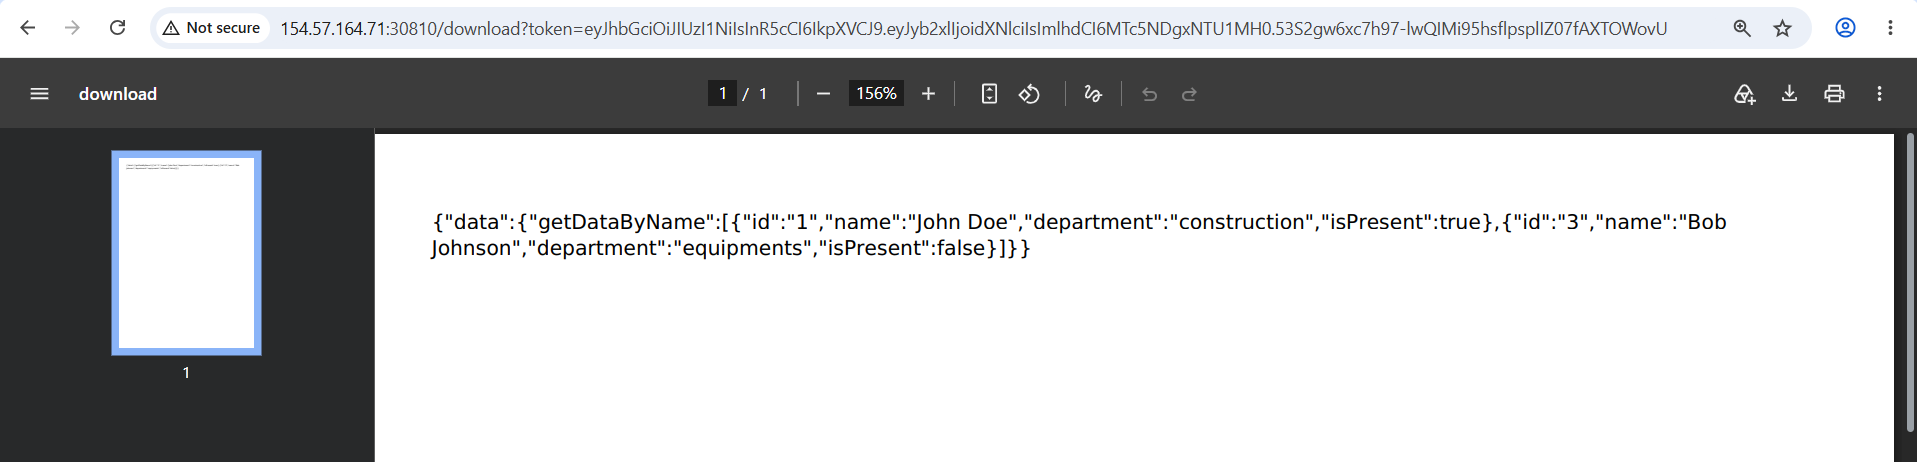 Not secure 154.57.164.71:30810/download?token=eyJhbGciOiJIUzI1NiIsInR5cCI6IkpXVCJ9.eyJyb2xlIjoidXNlciIsImlhdCI6MTc5NDgxNTU1MH0.53S2gw6xc7h97-lwQIMi95hsflpsplIZ07fAXTOWovU
download
1 / 1
156%
{"data":{"getDataByName":[{"id":"1","name":"John Doe","department":"construction","isPresent":true},{"id":"3","name":"Bob
Johnson","department":"equipments","isPresent":false}]}}
1